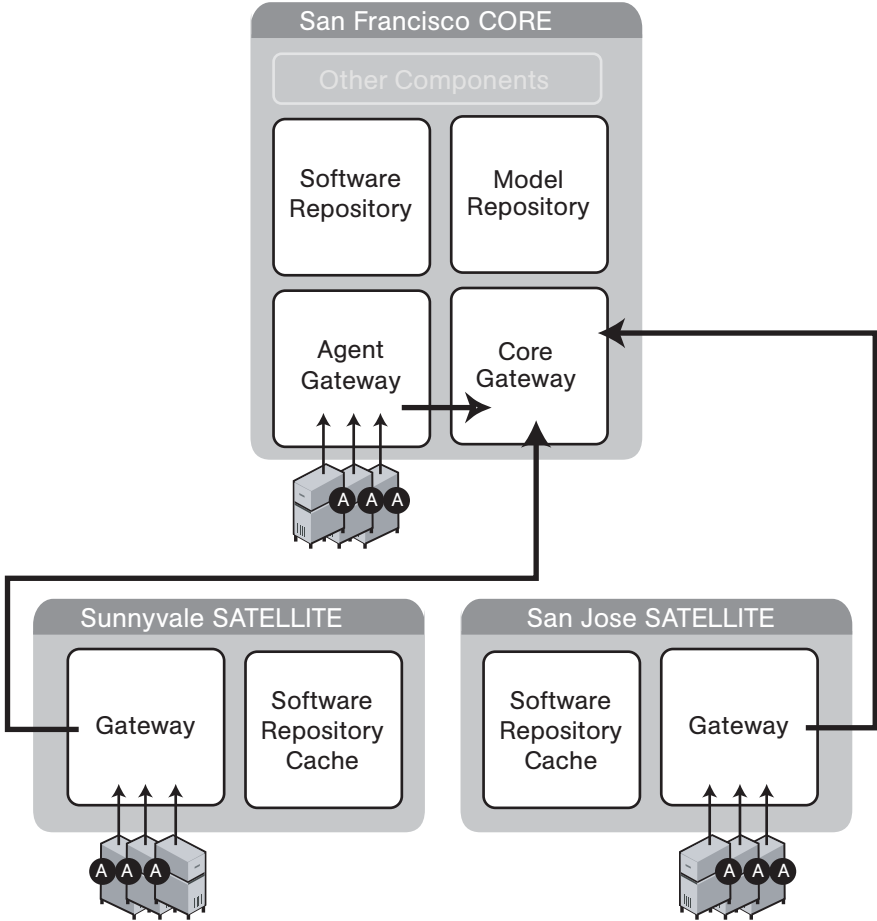 San Francisco CORE
Other Components
Software
Repository
Model
Repository
Agent
Gateway
Core
Gateway
A
A
A
Sunnyvale SATELLITE
Gateway
Software
Repository
Cache
A
A
A
San Jose SATELLITE
Software
Repository
Cache
Gateway
A
A
A